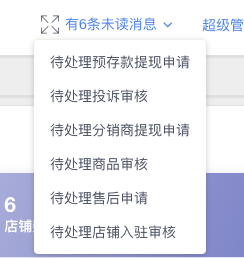 有6条未读消息
超级管
待处理预存款提现申请
待处理投诉审核
待处理分销商提现申请
待处理商品审核
待处理售后申请
待处理店铺入驻审核
6
店铺